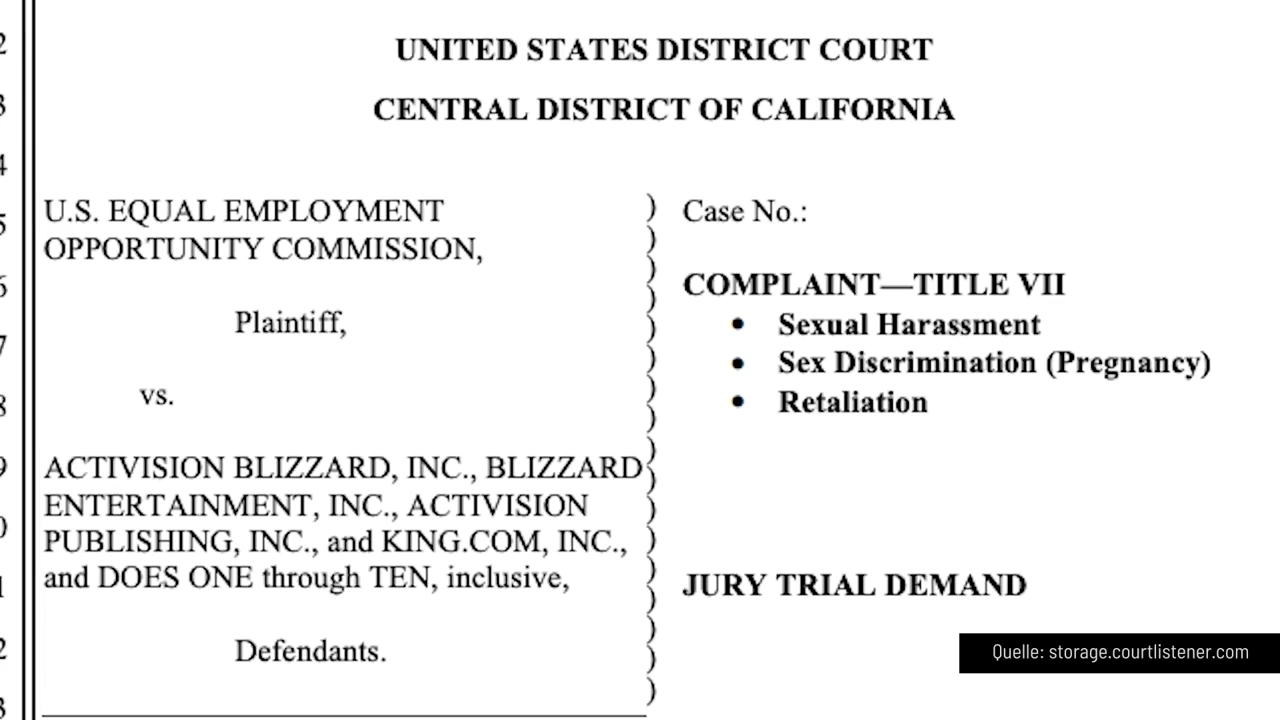 UNITED STATES DISTRICT COURT
CENTRAL DISTRICT OF CALIFORNIA
U.S. EQUAL EMPLOYMENT
OPPORTUNITY COMMISSION,
Plaintiff,
vs.
ACTIVISION BLIZZARD, INC., BLIZZARD
ENTERTAINMENT, INC., ACTIVISION
PUBLISHING, INC., and KING.COM, INC.,
and DOES ONE through TEN, inclusive,
Defendants.
Case No.:
COMPLAINT—TITLE VII
• Sexual Harassment
• Sex Discrimination (Pregnancy)
• Retaliation
JURY TRIAL DEMAND
Quelle: storage.courtlistener.com